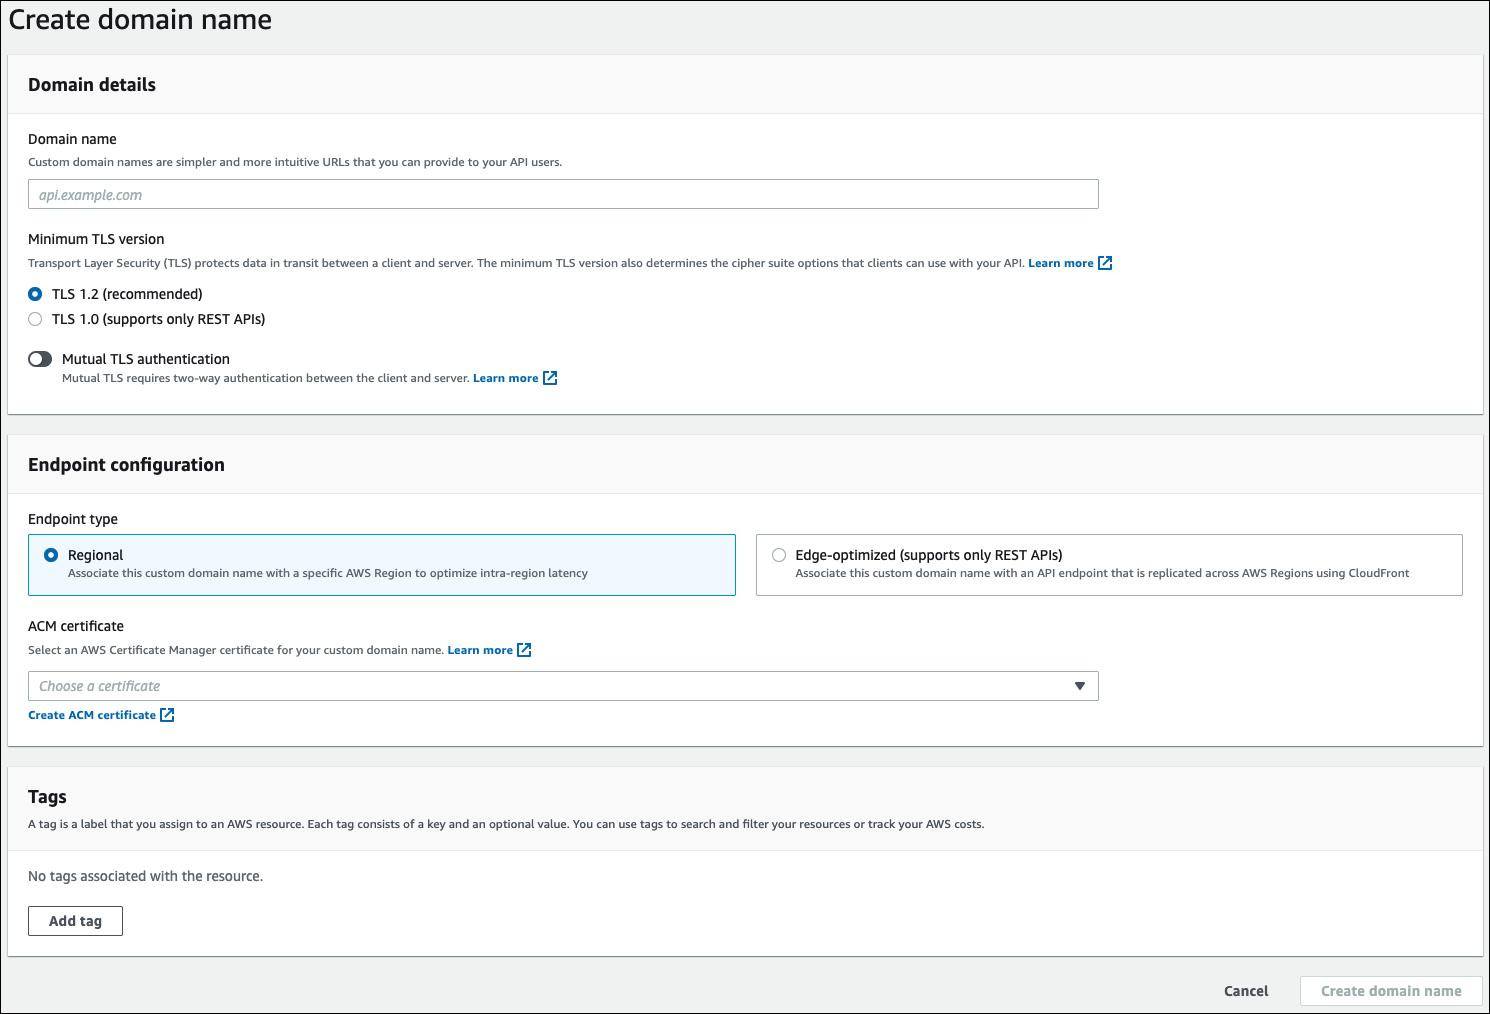 Create domain name
Domain details
Domain name
Custom domain names are simpler and more intuitive URLs that you can provide to your API users.
api.example.com
Minimum TLS version
Transport Layer Security (TLS) protects data in transit between a client and server. The minimum TLS version also determines the cipher suite options that clients can use with your API. Learn more
TLS 1.2 (recommended)
TLS 1.0 (supports only REST APIs)
Mutual TLS authentication
Mutual TLS requires two-way authentication between the client and server. Learn more
Endpoint configuration
Endpoint type
Regional
Associate this custom domain name with a specific AWS Region to optimize intra-region latency
Edge-optimized (supports only REST APIs)
Associate this custom domain name with an API endpoint that is replicated across AWS Regions using CloudFront
ACM certificate
Select an AWS Certificate Manager certificate for your custom domain name. Learn more
Choose a certificate
Create ACM certificate
Tags
A tag is a label that you assign to an AWS resource. Each tag consists of a key and an optional value. You can use tags to search and filter your resources or track your AWS costs.
No tags associated with the resource.
Add tag
Cancel
Create domain name